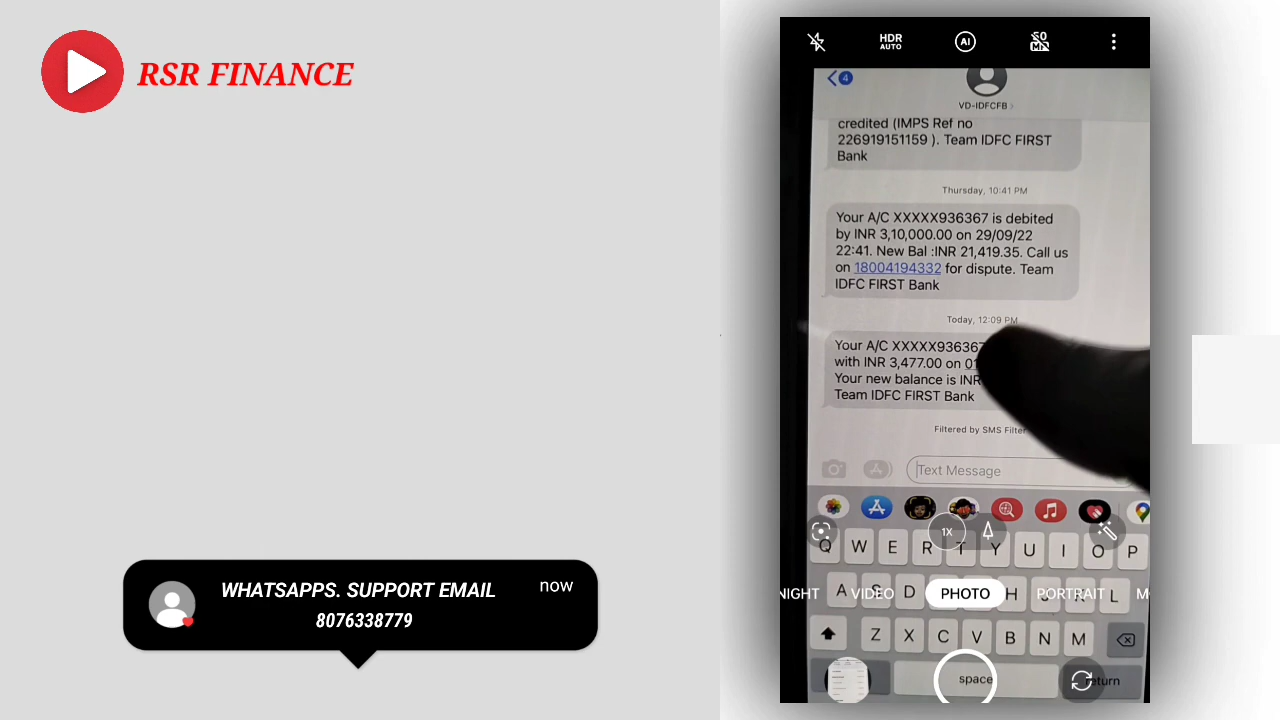 RSR FINANCE
WHATSAPPS. SUPPORT EMAIL
now
8076338779
HDR
AUTO
AI
50
4
VD-IDFCFB
credited (IMPS Ref no
226919151159 ). Team IDFC FIRST
Bank
Thursday, 10:41 PM
Your A/C XXXXX936367 is debited
by INR 3,10,000.00 on 29/09/22
22:41. New Bal :INR 21,419.35. Call us
on 18004194332 for dispute. Team
IDFC FIRST Bank
Today, 12:09 PM
Your A/C XXXXX936367
with INR 3,477.00 on 01
Your new balance is INR
Team IDFC FIRST Bank
Filtered by SMS Filter
Text Message
1X
Q W E R T Y U I O P
NIGHT VIDEO PHOTO PORTRAIT
A S D H J K L
Z X C V B N M
space
return